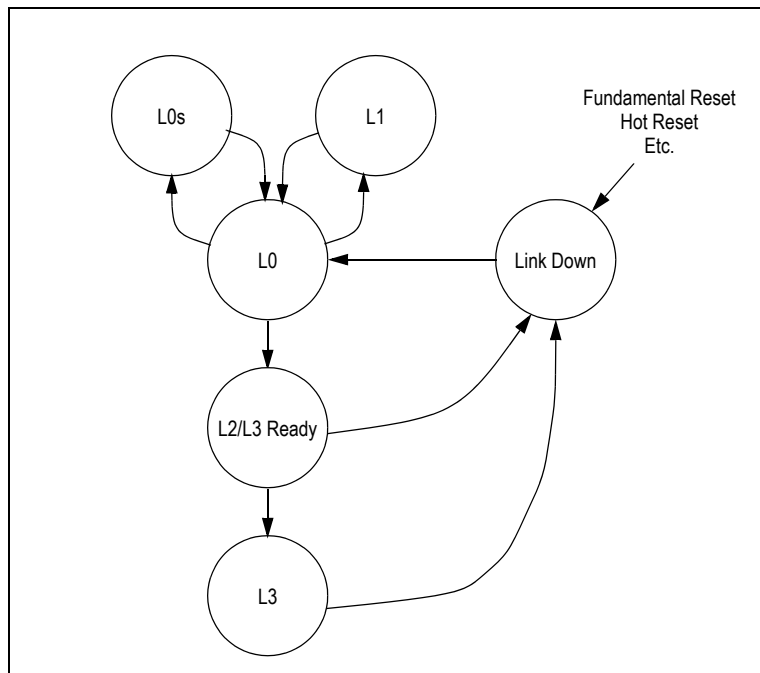 L0s
L1
Fundamental Reset
Hot Reset
Etc.
L0
Link Down
L2/L3 Ready
L3